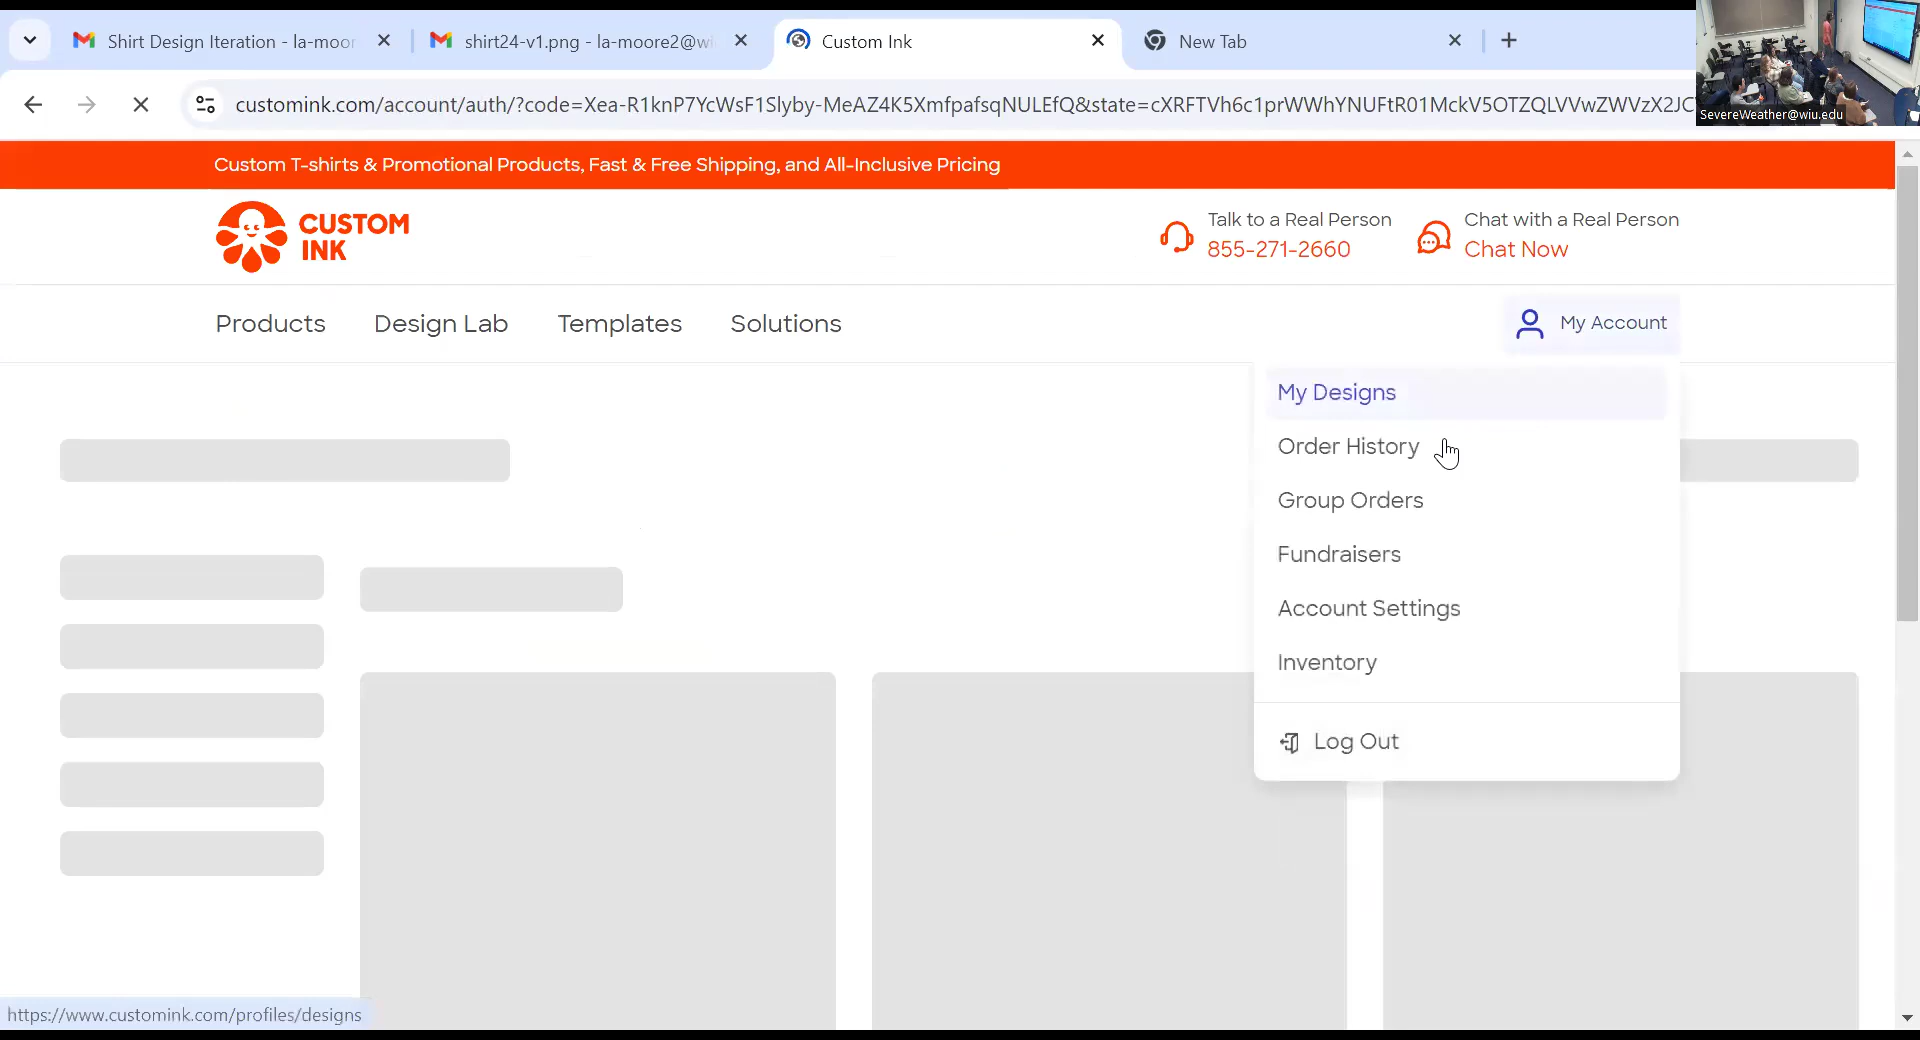 Shirt Design Iteration - la-moor
shirt24-v1.png - la-moore2@wi
Custom Ink
New Tab
customink.com/account/auth/?code=Xea-R1knP7YcWsF1Slyby-MeAZ4K5XmfpafsqNULEfQ&state=cXRFTVh6c1prWWhYNUFtR01MckV5OTZQLVVwZWVzX2JC
SevereWeather@wiu.edu
Custom T-shirts & Promotional Products, Fast & Free Shipping, and All-Inclusive Pricing
CUSTOM
INK
Talk to a Real Person
855-271-2660
Chat with a Real Person
Chat Now
Products
Design Lab
Templates
Solutions
My Account
My Designs
Order History
Group Orders
Fundraisers
Account Settings
Inventory
Log Out
https://www.customink.com/profiles/designs